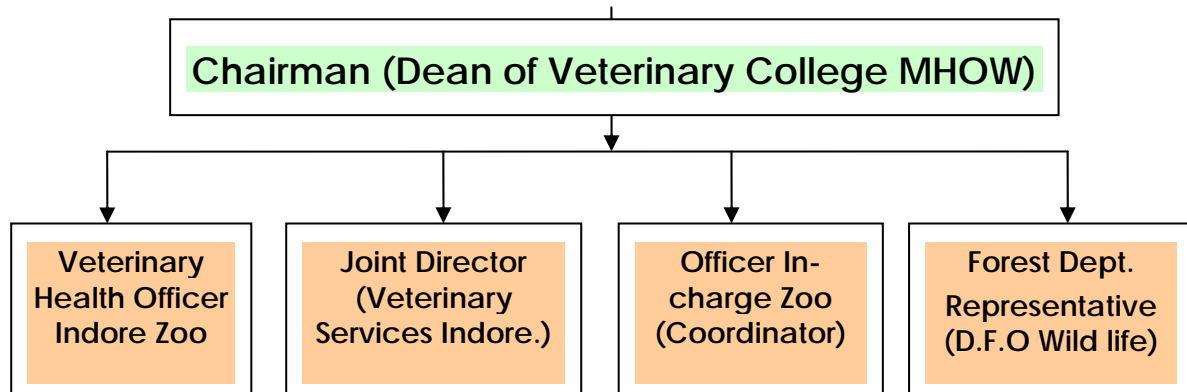 Chairman (Dean of Veterinary College MHOW)
Veterinary
Health Officer
Indore Zoo
Joint Director
(Veterinary
Services Indore.)
Officer In-
charge Zoo
(Coordinator)
Forest Dept.
Representative
(D.F.O Wild life)